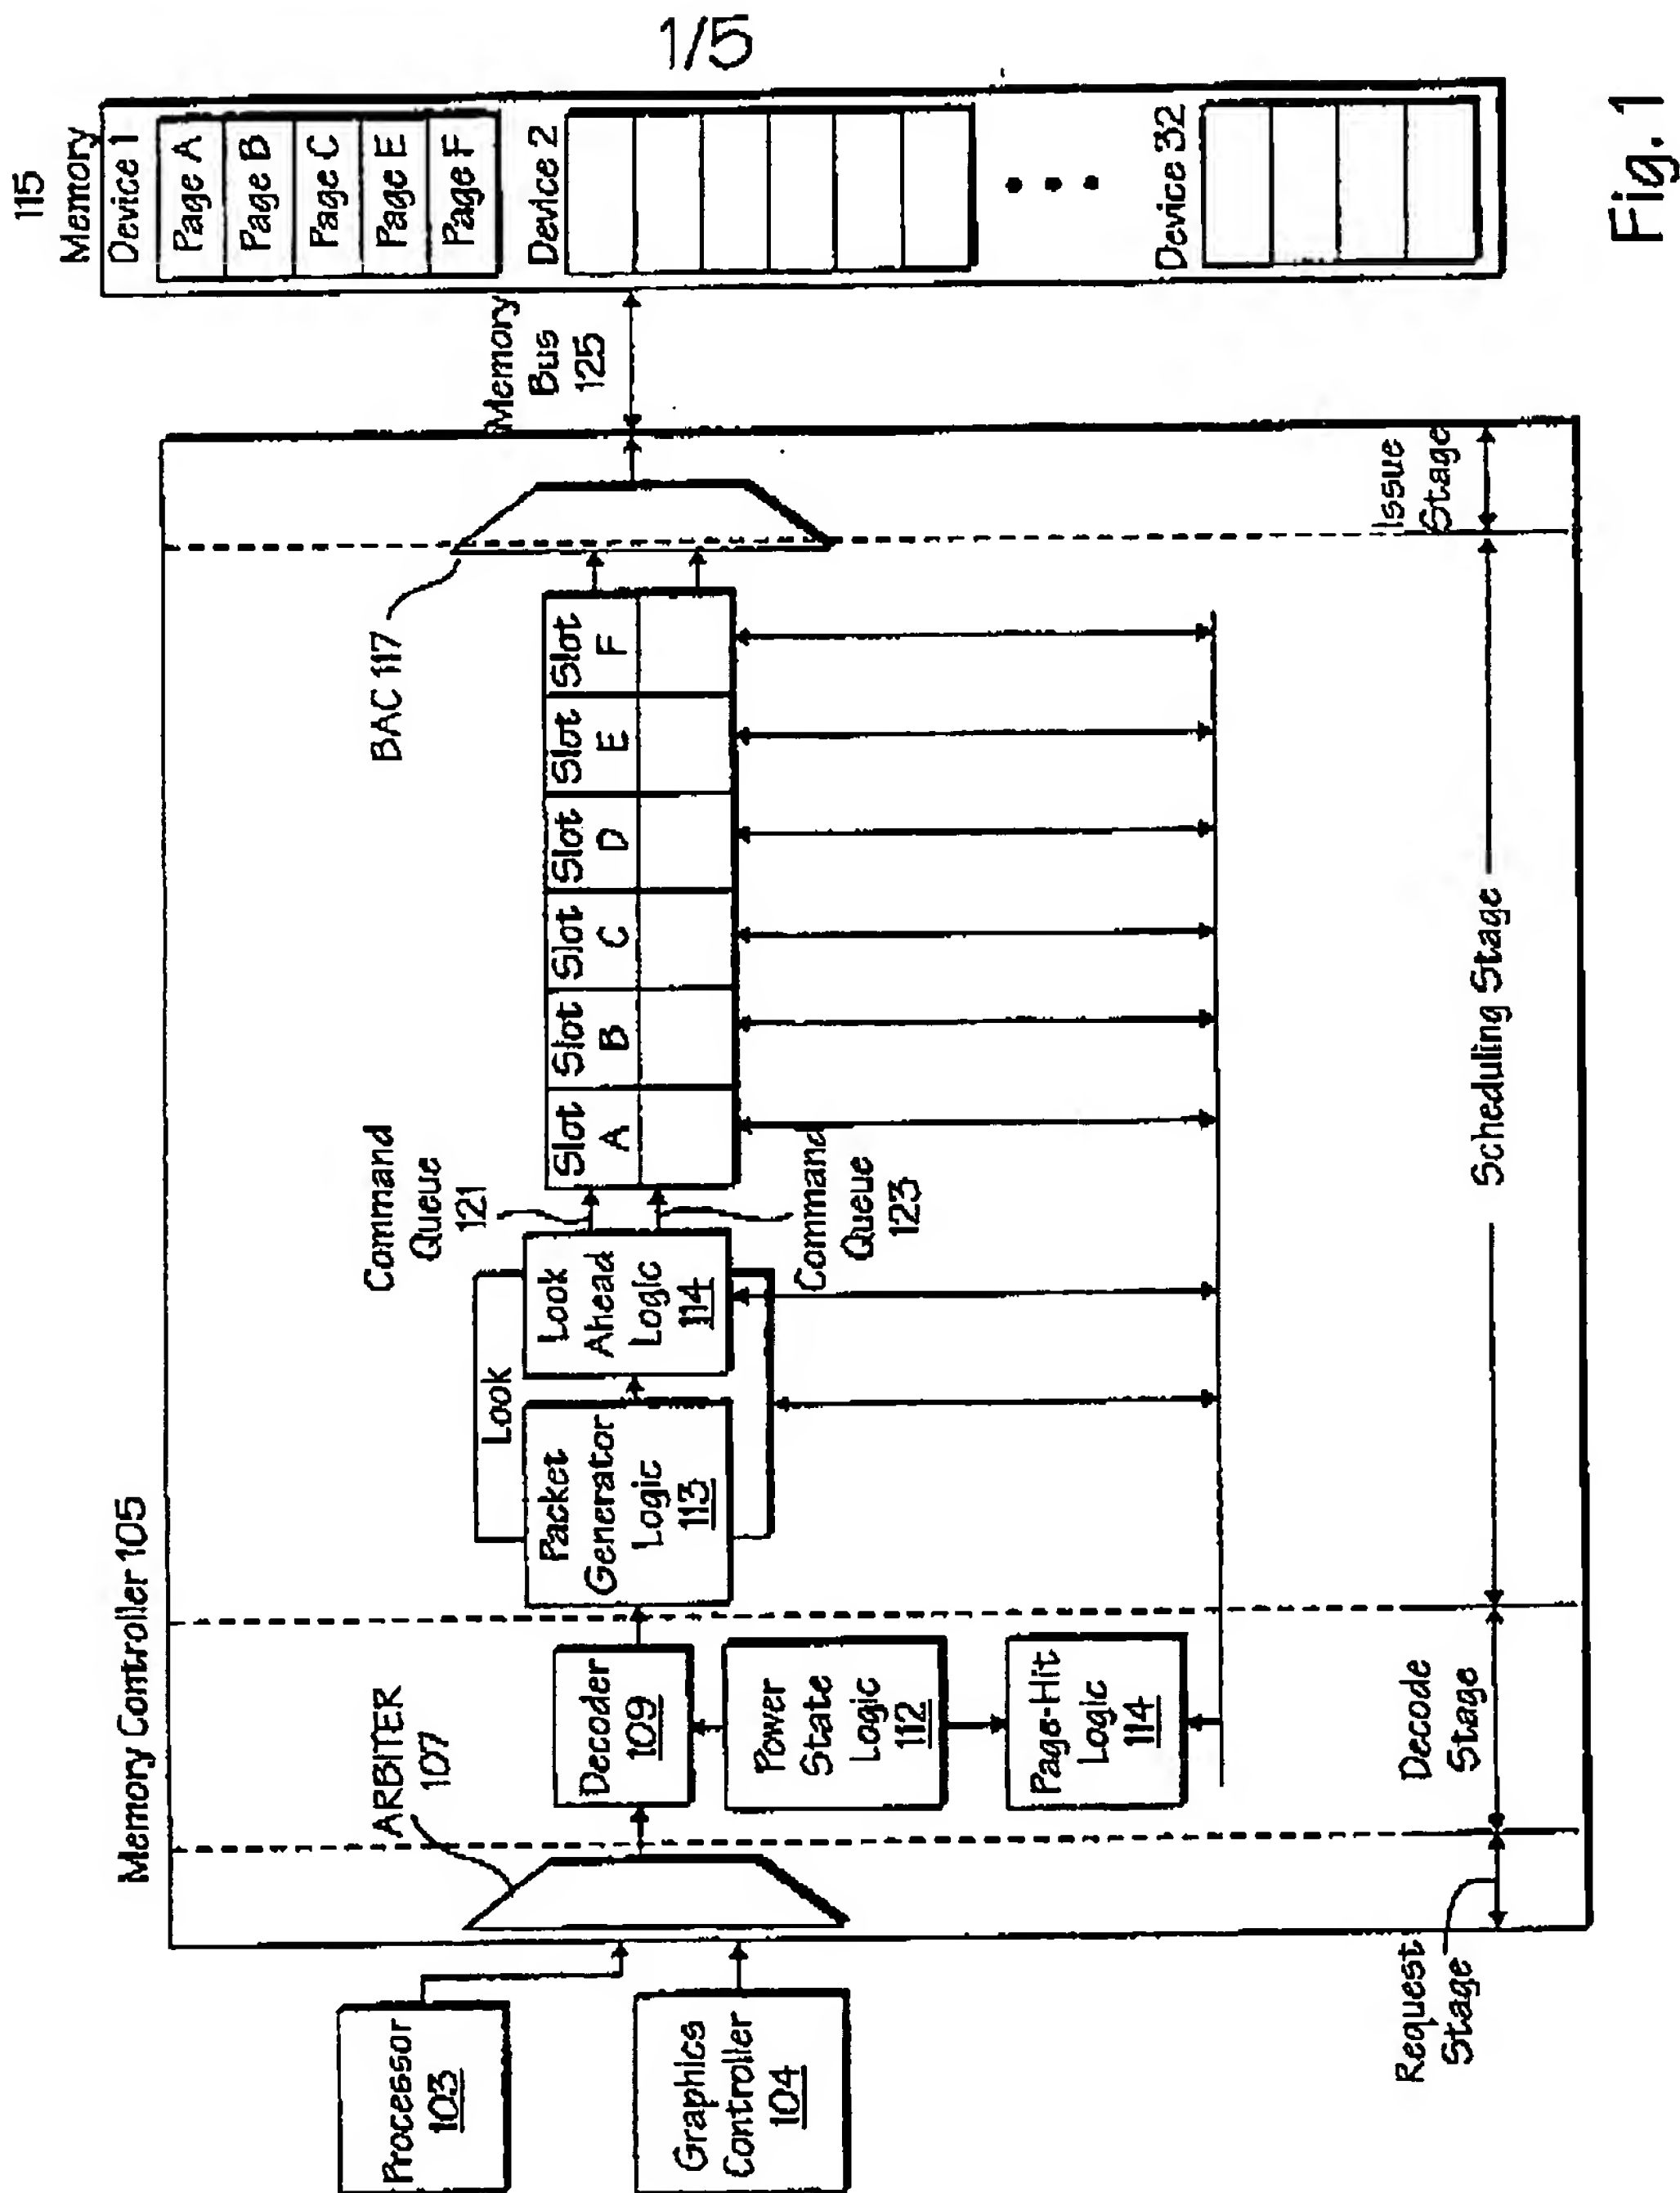 1/5
115
Memory
Device 1
Page A
Page B
Page C
Page E
Page F
Device 2
Device 32
Memory
Bus
125
Memory Controller 105
ARBITER
107
Processor
103
Graphics
Controller
104
Decoder
109
Power
State
Logic
112
Page-Hit
Logic
114
Packet
Generator
Logic
113
Look
Look
Ahead
Logic
114
Command
Queue
121
Command
Queue
123
Slot
A
Slot
B
Slot
C
Slot
D
Slot
E
Slot
F
BAC 117
Request
Stage
Decode
Stage
Scheduling Stage
Issue
Stage
Fig. 1